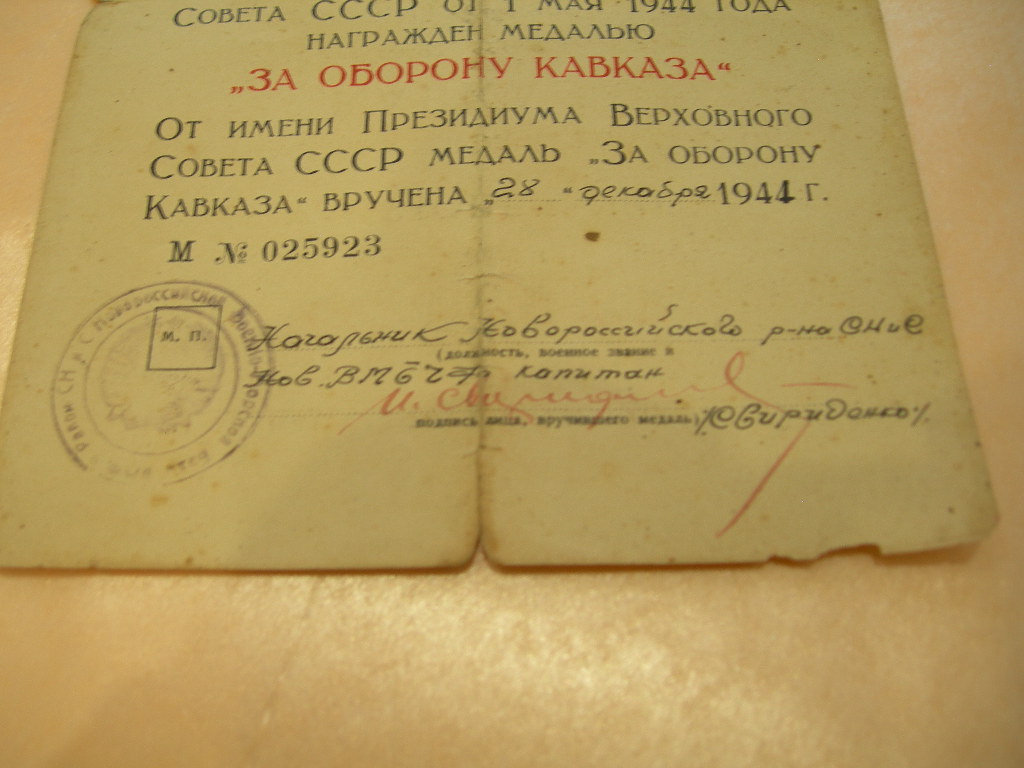 СОВЕТА СССР ОТ 1 МАЯ 1944 ГОДА
НАГРАЖДЕН МЕДАЛЬЮ
„ЗА ОБОРОНУ КАВКАЗА“
ОТ ИМЕНИ ПРЕЗИДИУМА ВЕРХОВНОГО
СОВЕТА СССР МЕДАЛЬ „ЗА ОБОРОНУ
КАВКАЗА“ ВРУЧЕНА „28“ декабря 1944 г.
М № 025923
М. П.
Начальник Новороссийского р-на СНиС
(должность, военное звание и
Нов. ВМБ ЧФ капитан
подпись лица, вручившего медаль) /Свириденко/.